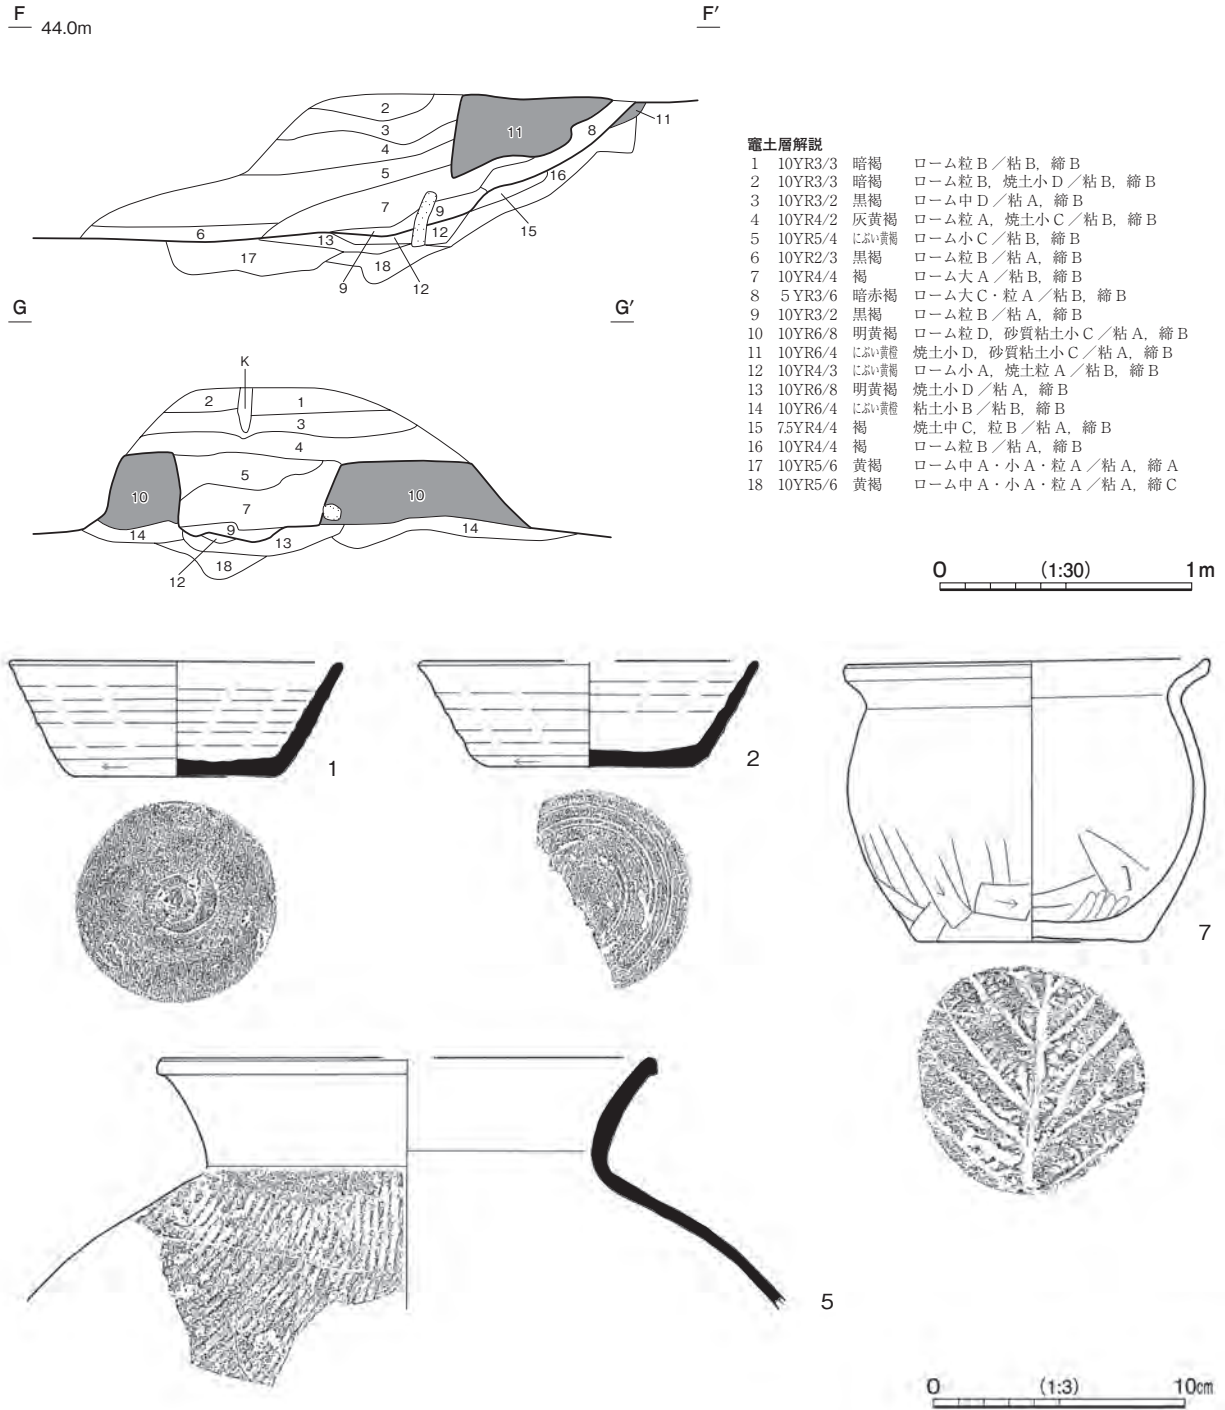 F 44.0m F′
2
3
4
5
11
8
11
16
7
9
12
15
6
13
17
18
9
12
G G′
K
2
1
3
4
10
5
10
7
14
9
13
14
12
18
竈土層解説
1 10YR3/3 暗褐 ローム粒 B／粘 B，締 B
2 10YR3/3 暗褐 ローム粒 B，焼土小 D／粘 B，締 B
3 10YR3/2 黒褐 ローム中 D／粘 A，締 B
4 10YR4/2 灰黄褐 ローム粒 A，焼土小 C／粘 B，締 B
5 10YR5/4 にぶい黄褐 ローム小 C／粘 B，締 B
6 10YR2/3 黒褐 ローム粒 B／粘 A，締 B
7 10YR4/4 褐 ローム大 A／粘 B，締 B
8 5 YR3/6 暗赤褐 ローム大 C・粒 A／粘 B，締 B
9 10YR3/2 黒褐 ローム粒 B／粘 A，締 B
10 10YR6/8 明黄褐 ローム粒 D，砂質粘土小 C／粘 A，締 B
11 10YR6/4 にぶい黄橙 焼土小 D，砂質粘土小 C／粘 A，締 B
12 10YR4/3 にぶい黄褐 ローム小 A，焼土粒 A／粘 B，締 B
13 10YR6/8 明黄褐 焼土小 D／粘 A，締 B
14 10YR6/4 にぶい黄橙 粘土小 B／粘 B，締 B
15 7.5YR4/4 褐 焼土中 C，粒 B／粘 A，締 B
16 10YR4/4 褐 ローム粒 B／粘 A，締 B
17 10YR5/6 黄褐 ローム中 A・小 A・粒 A／粘 A，締 A
18 10YR5/6 黄褐 ローム中 A・小 A・粒 A／粘 A，締 C
0 (1:30) 1m
1
2
7
5
0 (1:3) 10cm